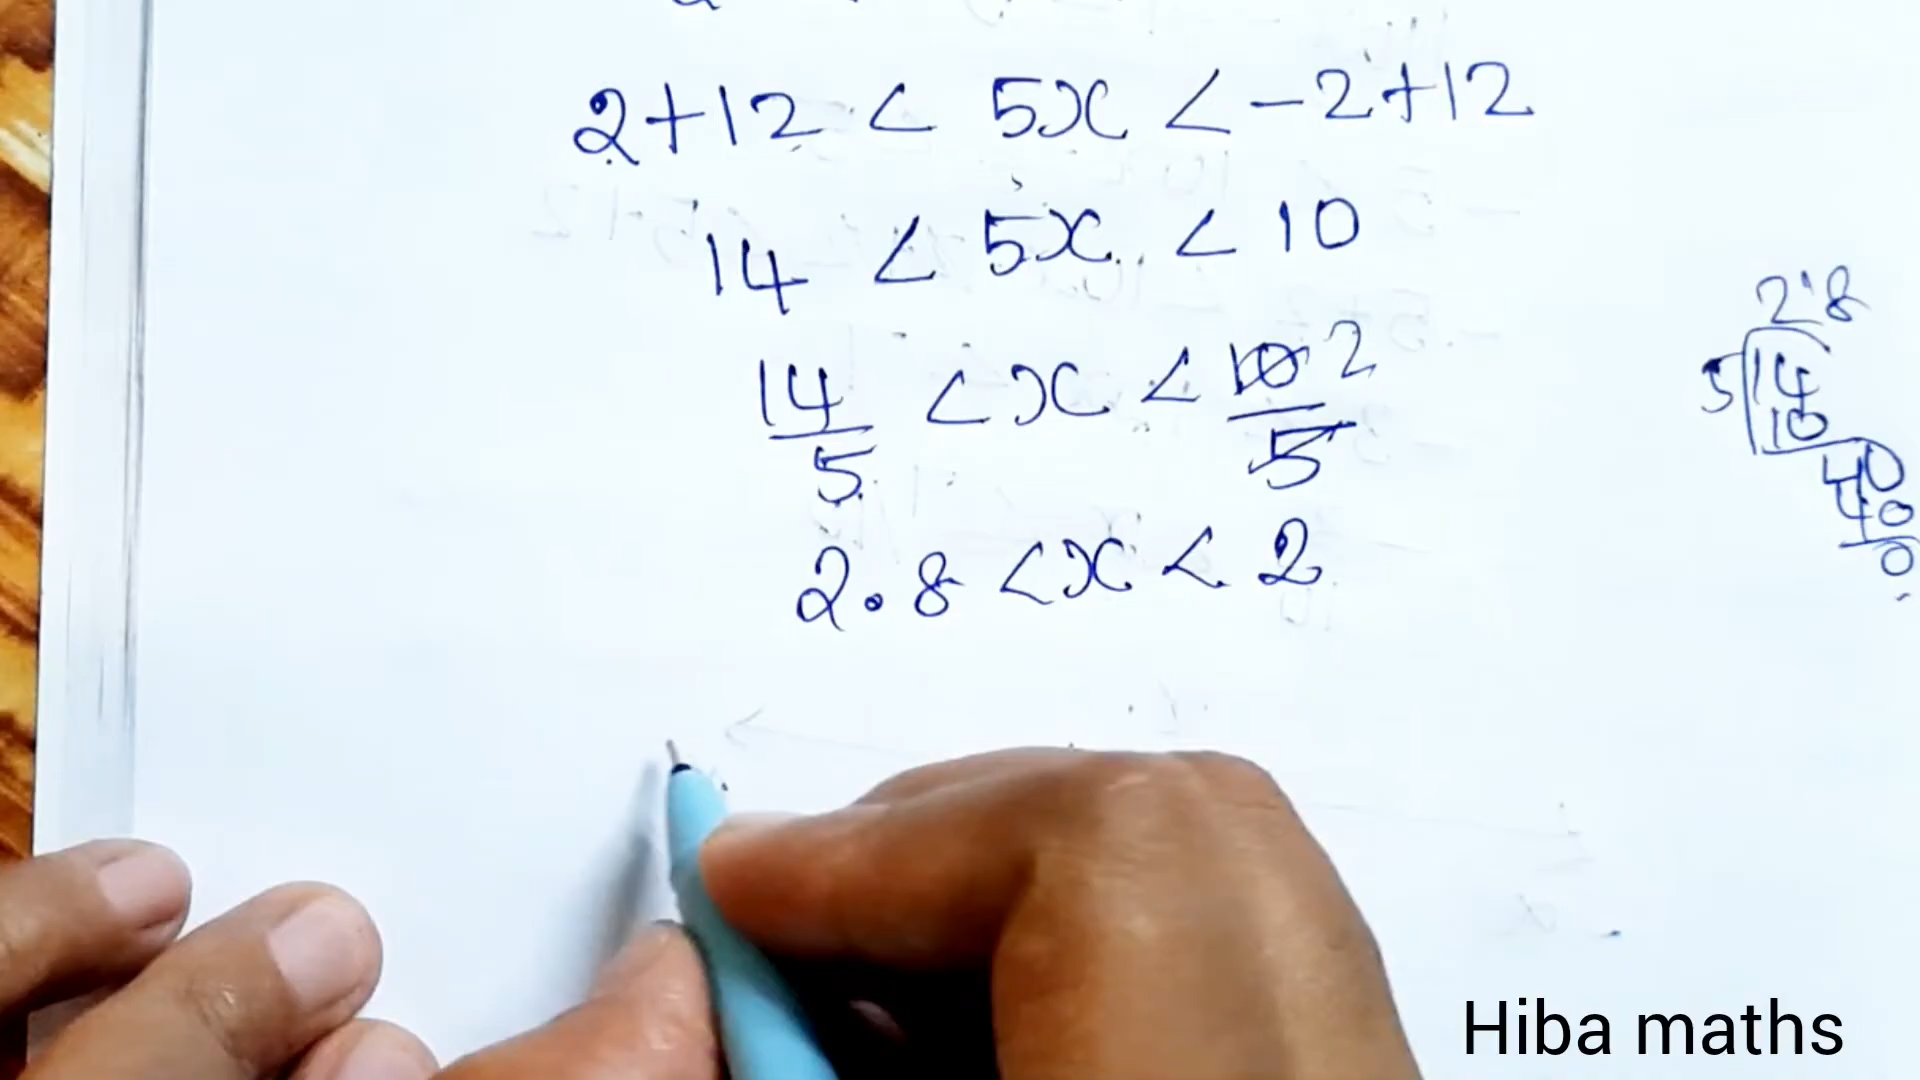 2+12 < 5x < -2+12
14 < 5x < 10
14/5 < x < 10/5 2
2.8 < x < 2
2.8
5 14
10
40
40
0
Hiba maths